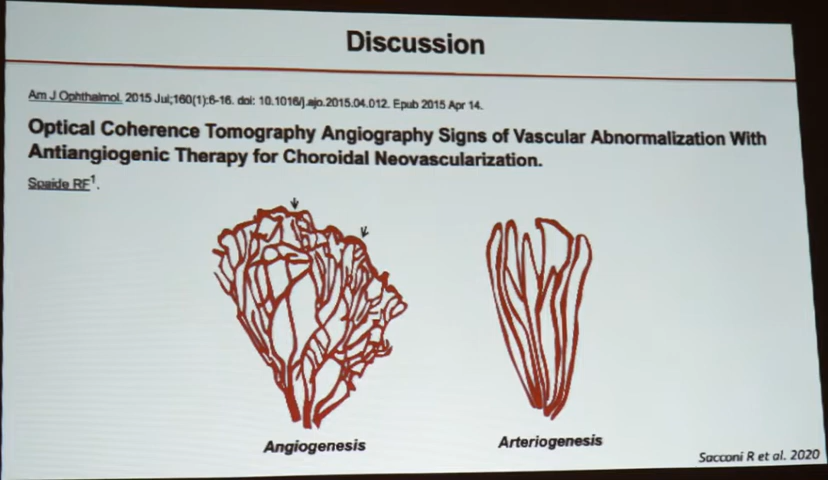 Discussion
Am J Ophthalmol. 2015 Jul;160(1):6-16. doi: 10.1016/j.ajo.2015.04.012. Epub 2015 Apr 14.
Optical Coherence Tomography Angiography Signs of Vascular Abnormalization With
Antiangiogenic Therapy for Choroidal Neovascularization.
Spaide RF1.
Angiogenesis
Arteriogenesis
Sacconi R et al. 2020